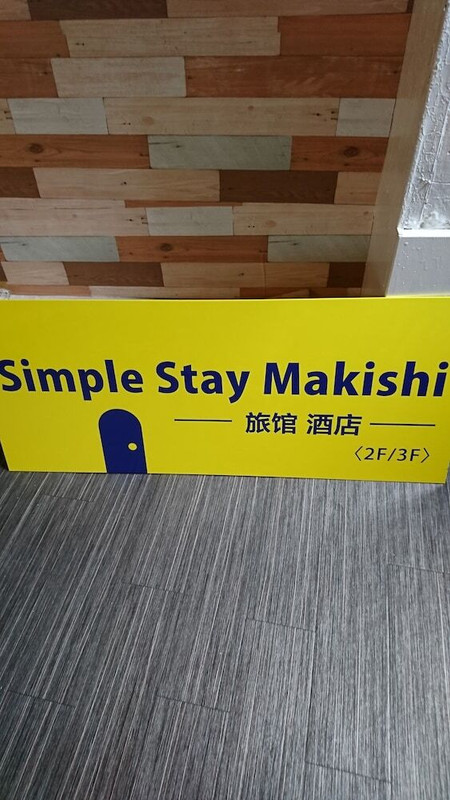 Simple Stay Makishi
旅馆 酒店
〈2F/3F〉